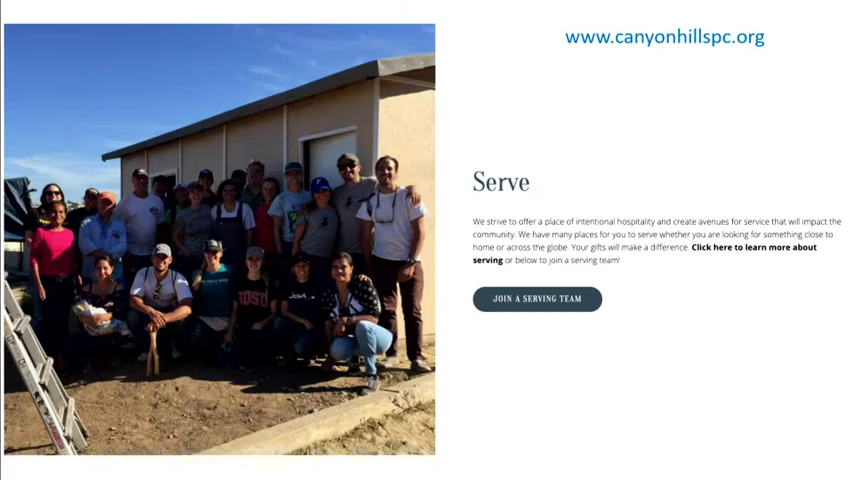 www.canyonhillspc.org
Serve
We strive to offer a place of intentional hospitality and create avenues for service that will impact the
community. We have many places for you to serve whether you are looking for something close to
home or across the globe. Your gifts will make a difference. Click here to learn more about
serving or below to join a serving team!
JOIN A SERVING TEAM